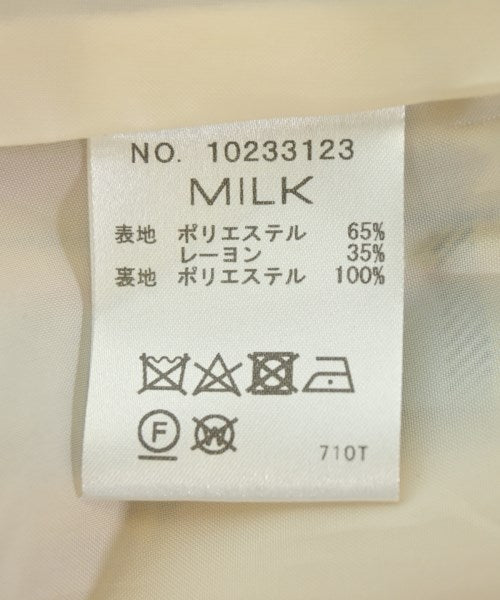 NO. 10233123
MILK
表地 ポリエステル 65%
レーヨン 35%
裏地 ポリエステル 100%
F W
710T